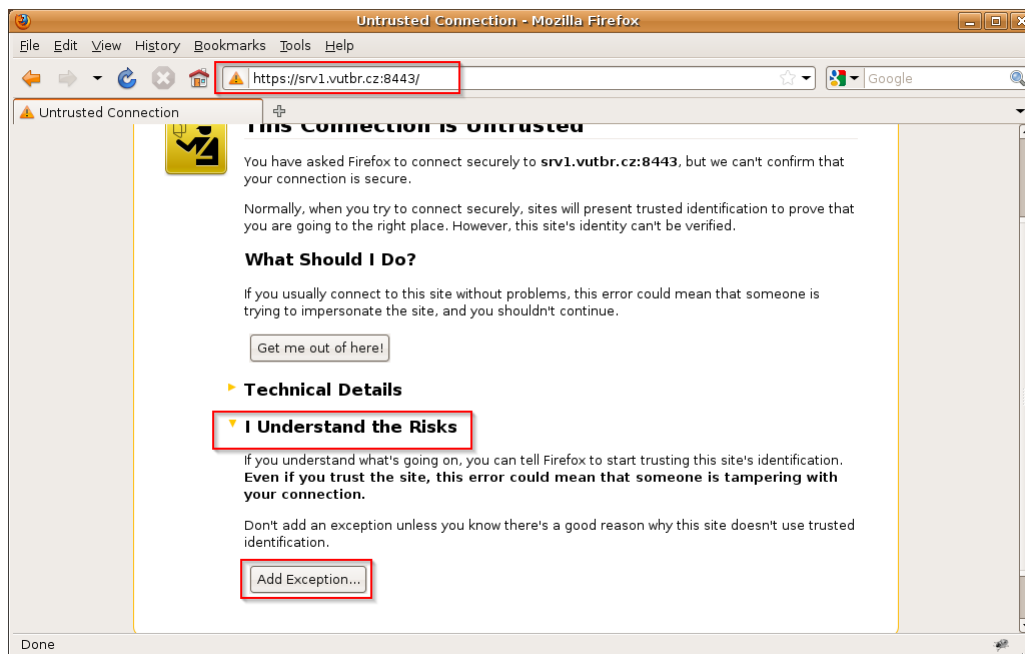 Untrusted Connection - Mozilla Firefox
File Edit View History Bookmarks Tools Help
https://srv1.vutbr.cz:8443/
Google
Untrusted Connection
This Connection is Untrusted
You have asked Firefox to connect securely to srv1.vutbr.cz:8443, but we can't confirm that
your connection is secure.
Normally, when you try to connect securely, sites will present trusted identification to prove that
you are going to the right place. However, this site's identity can't be verified.
What Should I Do?
If you usually connect to this site without problems, this error could mean that someone is
trying to impersonate the site, and you shouldn't continue.
Get me out of here!
Technical Details
I Understand the Risks
If you understand what's going on, you can tell Firefox to start trusting this site's identification.
Even if you trust the site, this error could mean that someone is tampering with
your connection.
Don't add an exception unless you know there's a good reason why this site doesn't use trusted
identification.
Add Exception...
Done